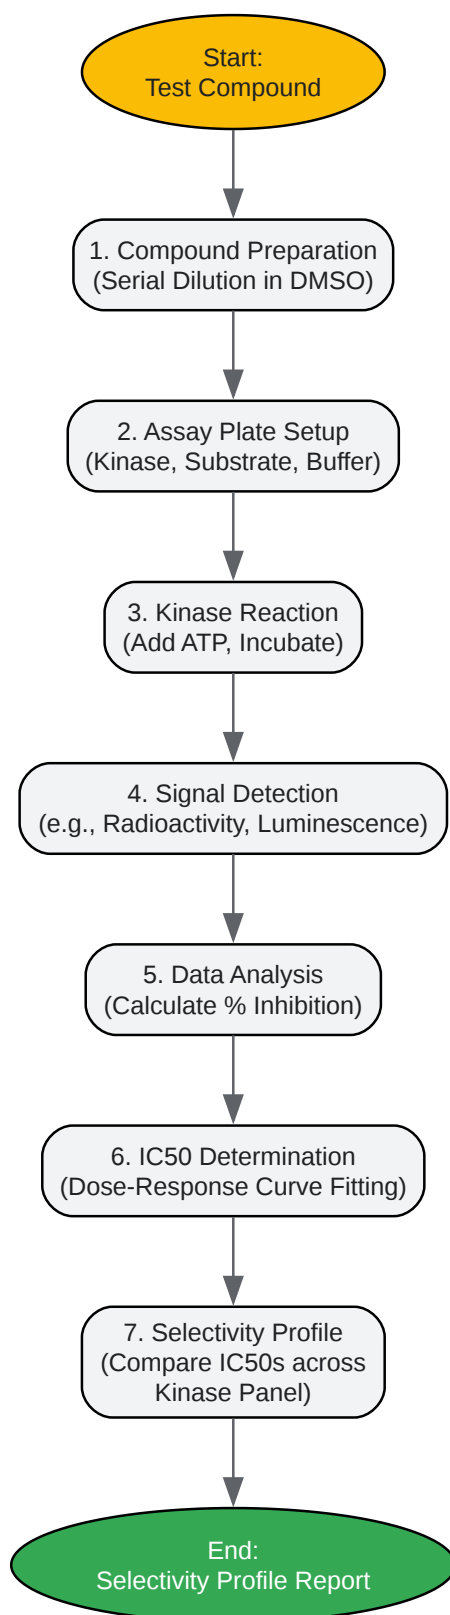 Start:
Test Compound
1. Compound Preparation
(Serial Dilution in DMSO)
2. Assay Plate Setup
(Kinase, Substrate, Buffer)
3. Kinase Reaction
(Add ATP, Incubate)
4. Signal Detection
(e.g., Radioactivity, Luminescence)
5. Data Analysis
(Calculate % Inhibition)
6. IC50 Determination
(Dose-Response Curve Fitting)
7. Selectivity Profile
(Compare IC50s across
Kinase Panel)
End:
Selectivity Profile Report